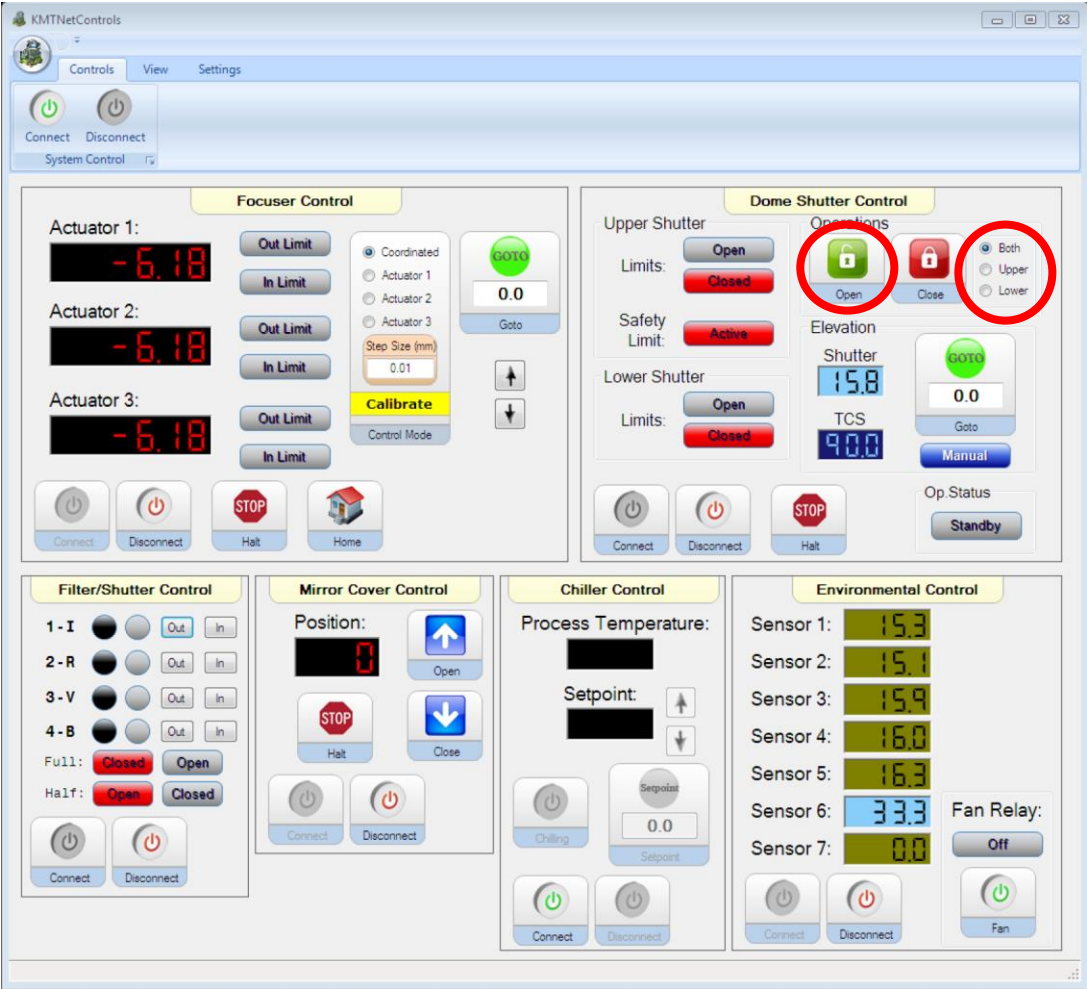 KMTNetControls
Controls View Settings
Connect Disconnect
System Control
Focuser Control
Actuator 1:
-6.18
Out Limit
In Limit
Actuator 2:
-6.18
Out Limit
In Limit
Actuator 3:
-6.18
Out Limit
In Limit
Coordinated
Actuator 1
Actuator 2
Actuator 3
Step Size (mm)
0.01
Calibrate
Control Mode
GOTO
0.0
Goto
Connect Disconnect
STOP
Halt
Home
Dome Shutter Control
Upper Shutter
Limits:
Open
Closed
Safety
Limit:
Active
Lower Shutter
Limits:
Open
Closed
Operations
Open Close
Both
Upper
Lower
Elevation
Shutter
15.8
TCS
90.0
GOTO
0.0
Goto
Manual
Connect Disconnect
STOP
Halt
Op.Status
Standby
Filter/Shutter Control
1-I Out In
2-R Out In
3-V Out In
4-B Out In
Full: Closed Open
Half: Open Closed
Connect Disconnect
Mirror Cover Control
Position:
0
Open
STOP
Halt
Close
Connect Disconnect
Chiller Control
Process Temperature:
Setpoint:
Chilling
Setpoint
0.0
Setpoint
Connect Disconnect
Environmental Control
Sensor 1: 15.3
Sensor 2: 15.1
Sensor 3: 15.9
Sensor 4: 16.0
Sensor 5: 16.3
Sensor 6: 33.3
Sensor 7: 0.0
Connect Disconnect
Fan Relay:
Off
Fan